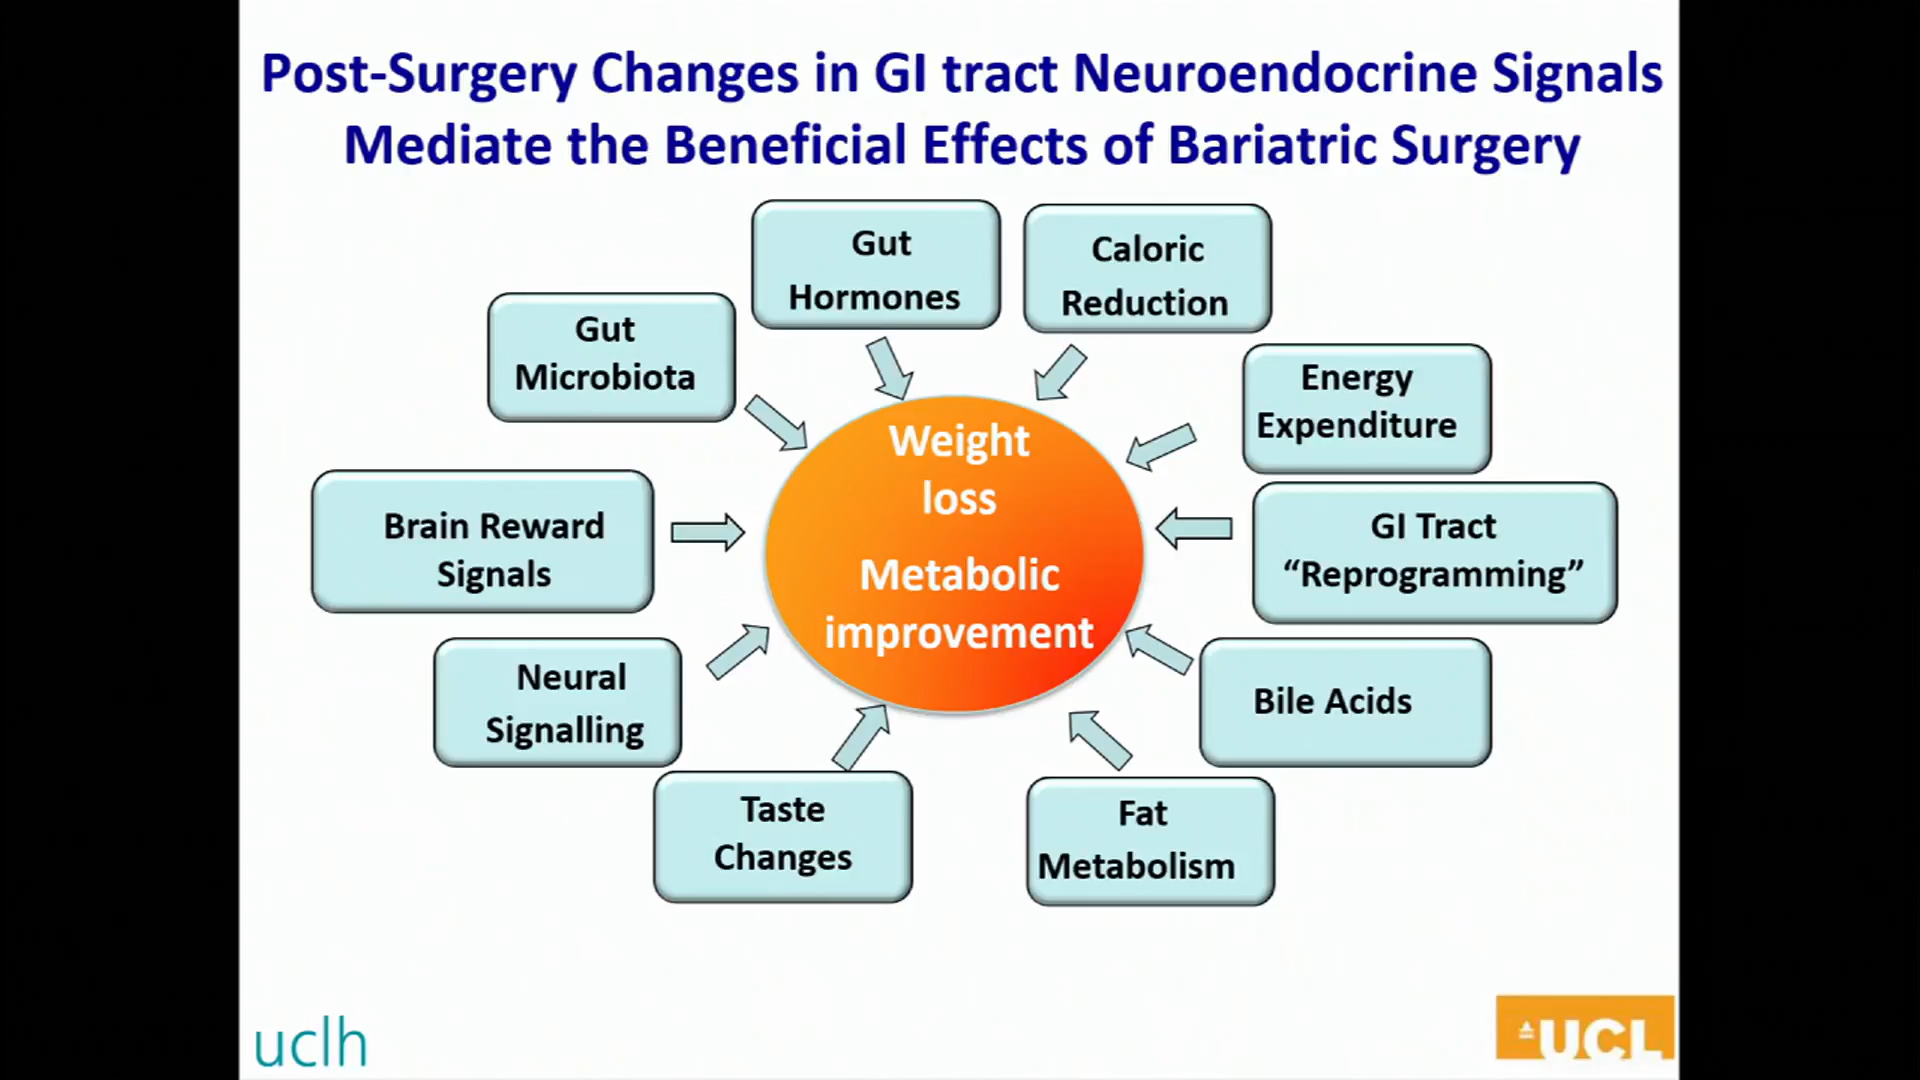 Post-Surgery Changes in GI tract Neuroendocrine Signals
Mediate the Beneficial Effects of Bariatric Surgery
Gut
Hormones
Caloric
Reduction
Gut
Microbiota
Energy
Expenditure
Weight
loss
Metabolic
improvement
Brain Reward
Signals
GI Tract
“Reprogramming”
Neural
Signalling
Bile Acids
Taste
Changes
Fat
Metabolism
uclh
UCL